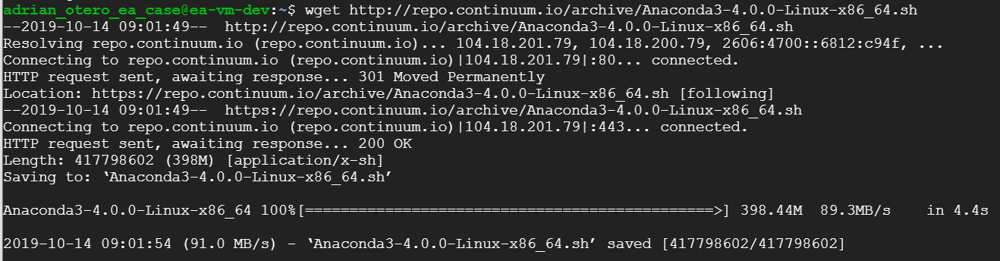 adrian_otero_ea_case@ea-vm-dev:~$ wget http://repo.continuum.io/archive/Anaconda3-4.0.0-Linux-x86_64.sh
--2019-10-14 09:01:49--  http://repo.continuum.io/archive/Anaconda3-4.0.0-Linux-x86_64.sh
Resolving repo.continuum.io (repo.continuum.io)... 104.18.201.79, 104.18.200.79, 2606:4700::6812:c94f, ...
Connecting to repo.continuum.io (repo.continuum.io)|104.18.201.79|:80... connected.
HTTP request sent, awaiting response... 301 Moved Permanently
Location: https://repo.continuum.io/archive/Anaconda3-4.0.0-Linux-x86_64.sh [following]
--2019-10-14 09:01:49--  https://repo.continuum.io/archive/Anaconda3-4.0.0-Linux-x86_64.sh
Connecting to repo.continuum.io (repo.continuum.io)|104.18.201.79|:443... connected.
HTTP request sent, awaiting response... 200 OK
Length: 417798602 (398M) [application/x-sh]
Saving to: ‘Anaconda3-4.0.0-Linux-x86_64.sh’
Anaconda3-4.0.0-Linux-x86_64 100%[==============================================>] 398.44M  89.3MB/s    in 4.4s
2019-10-14 09:01:54 (91.0 MB/s) - ‘Anaconda3-4.0.0-Linux-x86_64.sh’ saved [417798602/417798602]